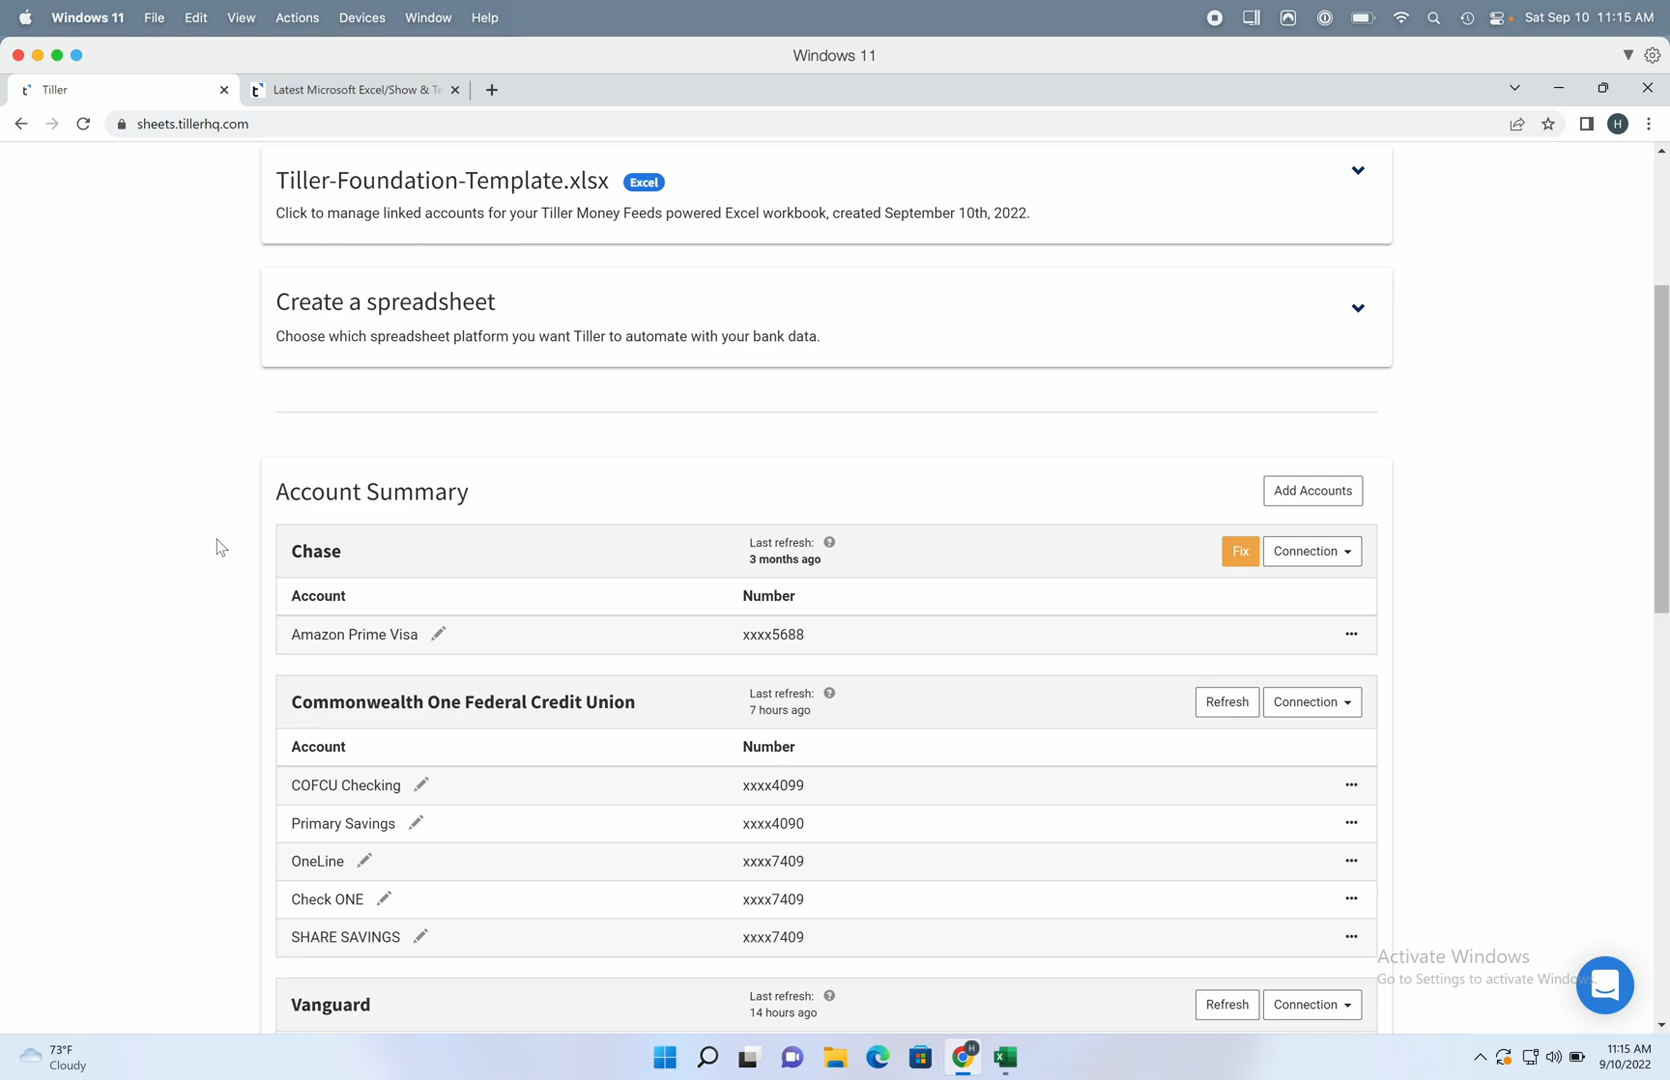 Windows 11 File Edit View Actions Devices Window Help Sat Sep 10 11:15 AM
Windows 11
Tiller Latest Microsoft Excel/Show & Te
sheets.tillerhq.com H
Tiller-Foundation-Template.xlsx Excel
Click to manage linked accounts for your Tiller Money Feeds powered Excel workbook, created September 10th, 2022.
Create a spreadsheet
Choose which spreadsheet platform you want Tiller to automate with your bank data.
Account Summary Add Accounts
Chase Last refresh: Fix Connection
3 months ago
Account Number
Amazon Prime Visa xxxx5688
Commonwealth One Federal Credit Union Last refresh: Refresh Connection
7 hours ago
Account Number
COFCU Checking xxxx4099
Primary Savings xxxx4090
OneLine xxxx7409
Check ONE xxxx7409
SHARE SAVINGS xxxx7409
Activate Windows
Go to Settings to activate Windows.
Vanguard Last refresh: Refresh Connection
14 hours ago
73°F
Cloudy
11:15 AM
9/10/2022